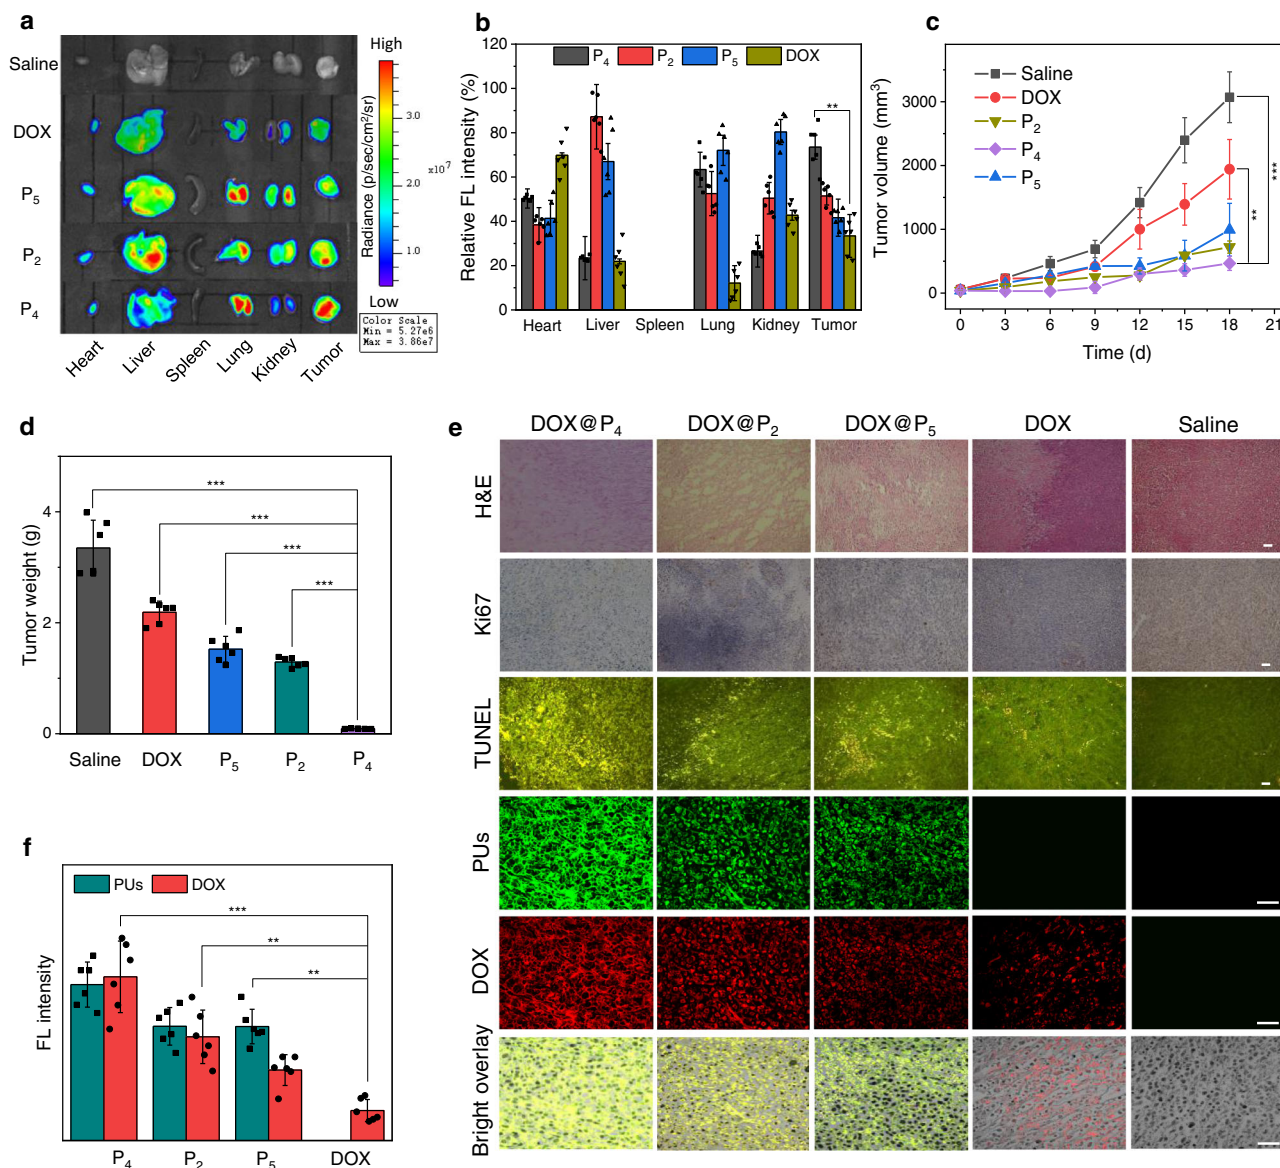 a
High
Saline
DOX
P5
P2
P4
3.0
2.0
1.0
x10^-7
Radiance (p/sec/cm²/sr)
Low
Color Scale
Min = 5.27e6
Max = 3.86e7
Heart Liver Spleen Lung Kidney Tumor
b
P4 P2 P5 DOX
**
120
100
80
60
40
20
0
Relative FL intensity (%)
Heart Liver Spleen Lung Kidney Tumor
c
Saline
DOX
P2
P4
P5
***
**
3000
2000
1000
0
Tumor volume (mm³)
0 3 6 9 12 15 18 21
Time (d)
d
***
***
***
***
4
2
0
Tumor weight (g)
Saline DOX P5 P2 P4
e
DOX@P4 DOX@P2 DOX@P5 DOX Saline
H&E
Ki67
TUNEL
PUs
DOX
Bright overlay
f
PUs DOX
***
**
**
FL intensity
P4 P2 P5 DOX